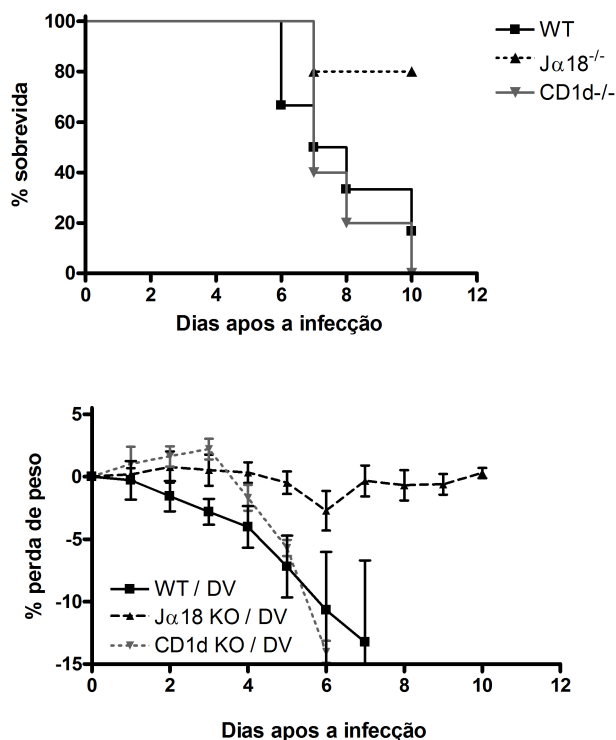 WT
Jα18-/-
CD1d-/-
% sobrevida
100
80
60
40
20
0
0 2 4 6 8 10 12
Dias apos a infecção
% perda de peso
5
0
-5
-10
-15
WT / DV
Jα18 KO / DV
CD1d KO / DV
0 2 4 6 8 10 12
Dias apos a infecção